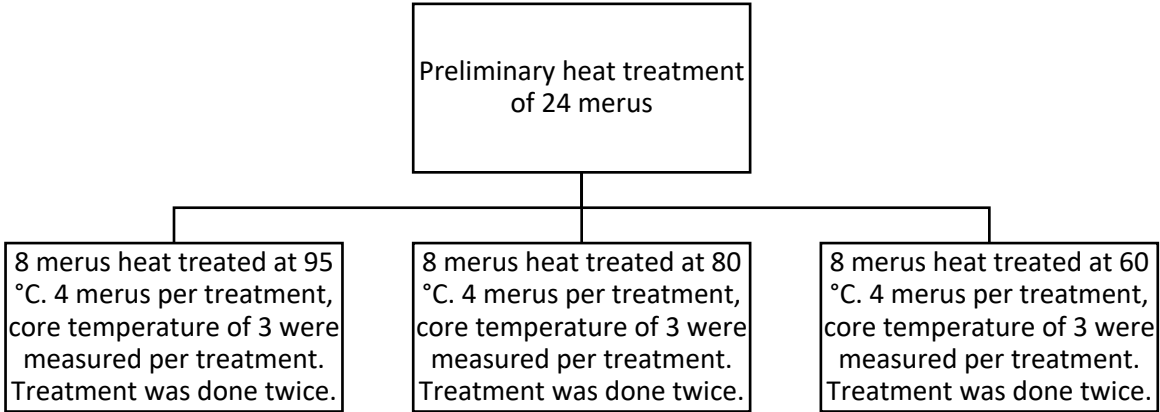 Preliminary heat treatment
of 24 merus
8 merus heat treated at 95
°C. 4 merus per treatment,
core temperature of 3 were
measured per treatment.
Treatment was done twice.
8 merus heat treated at 80
°C. 4 merus per treatment,
core temperature of 3 were
measured per treatment.
Treatment was done twice.
8 merus heat treated at 60
°C. 4 merus per treatment,
core temperature of 3 were
measured per treatment.
Treatment was done twice.